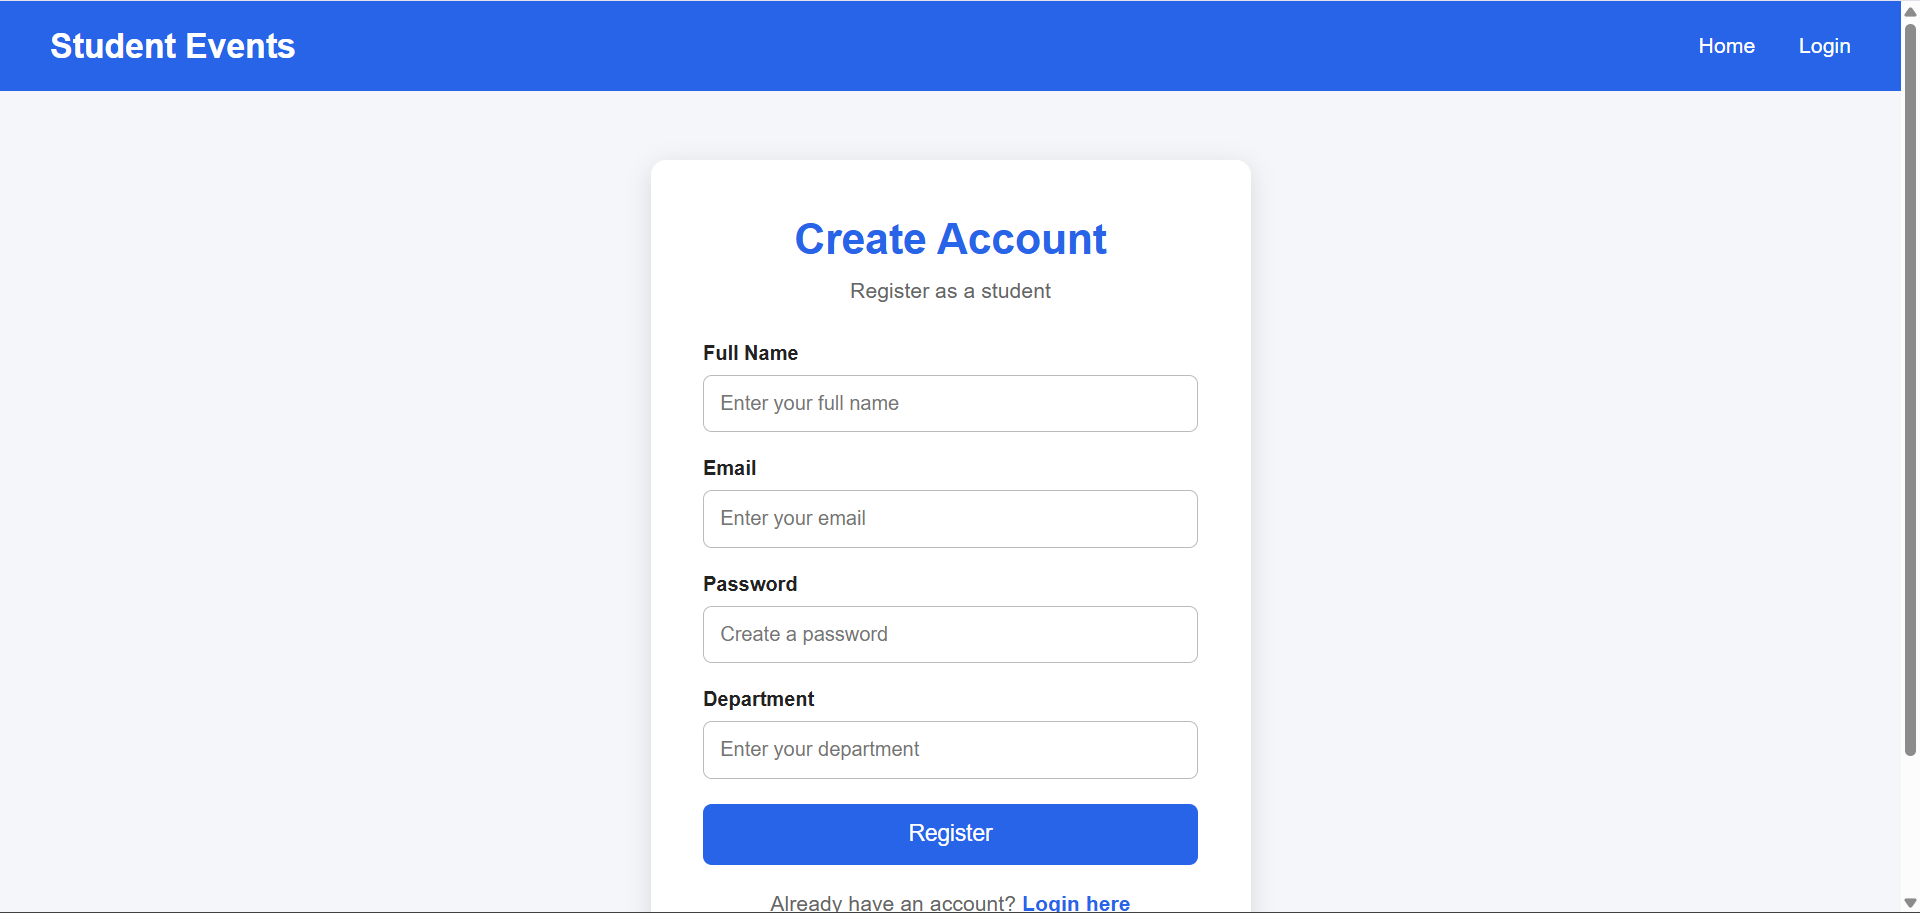 Student Events
Home
Login
Create Account
Register as a student
Full Name
Enter your full name
Email
Enter your email
Password
Create a password
Department
Enter your department
Register
Already have an account? Login here